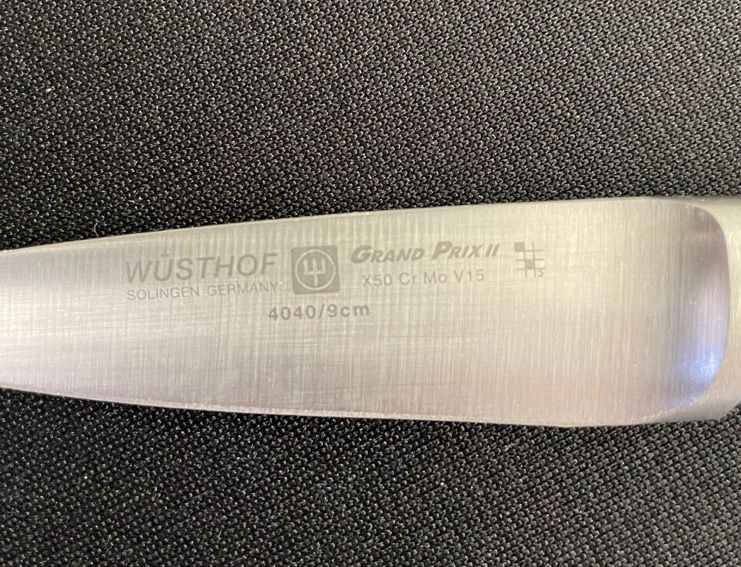 WÜSTHOF GRAND PRIX II
SOLINGEN GERMANY X50 Cr Mo V15
4040/9cm